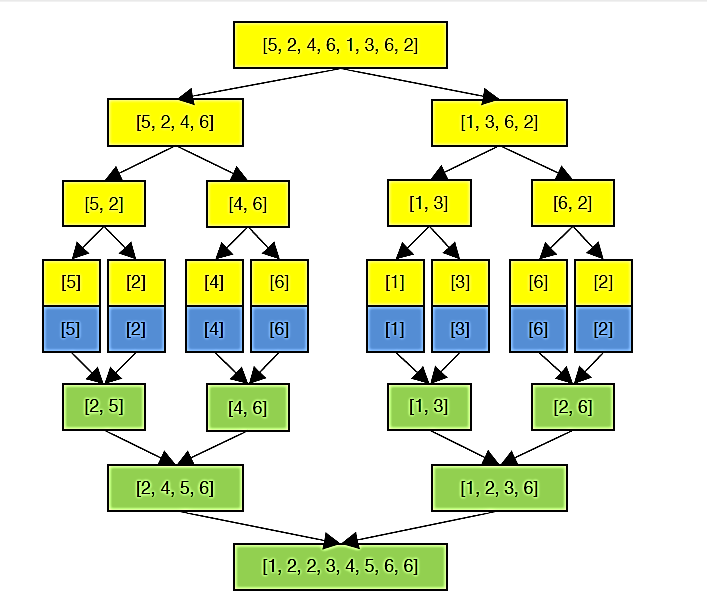 [5, 2, 4, 6, 1, 3, 6, 2]
[5, 2, 4, 6] [1, 3, 6, 2]
[5, 2] [4, 6] [1, 3] [6, 2]
[5] [2] [4] [6] [1] [3] [6] [2]
[5] [2] [4] [6] [1] [3] [6] [2]
[2, 5] [4, 6] [1, 3] [2, 6]
[2, 4, 5, 6] [1, 2, 3, 6]
[1, 2, 2, 3, 4, 5, 6, 6]